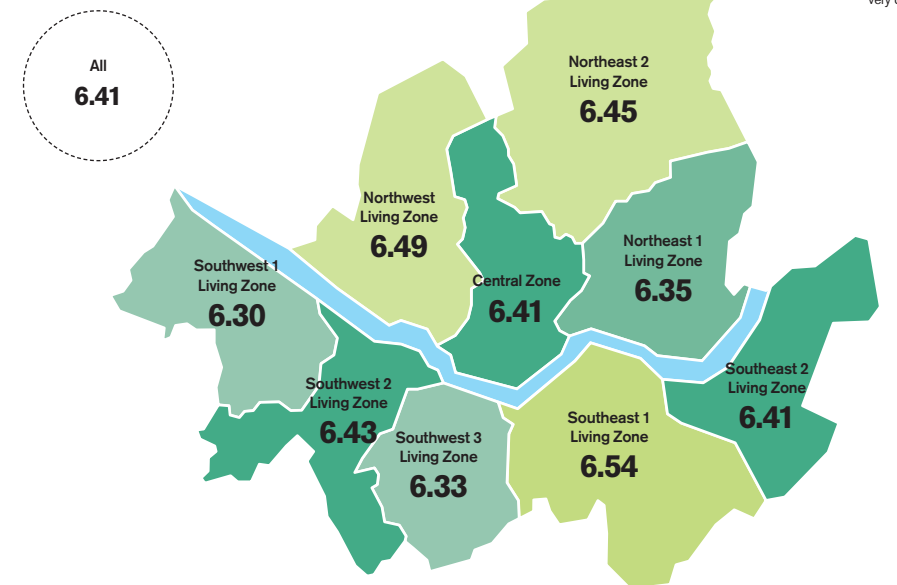 very
All
6.41
Northeast 2
Living Zone
6.45
Northwest
Living Zone
6.49
Northeast 1
Living Zone
6.35
Southwest 1
Living Zone
6.30
Central Zone
6.41
Southeast 2
Living Zone
6.41
Southwest 2
Living Zone
6.43
Southwest 3
Living Zone
6.33
Southeast 1
Living Zone
6.54